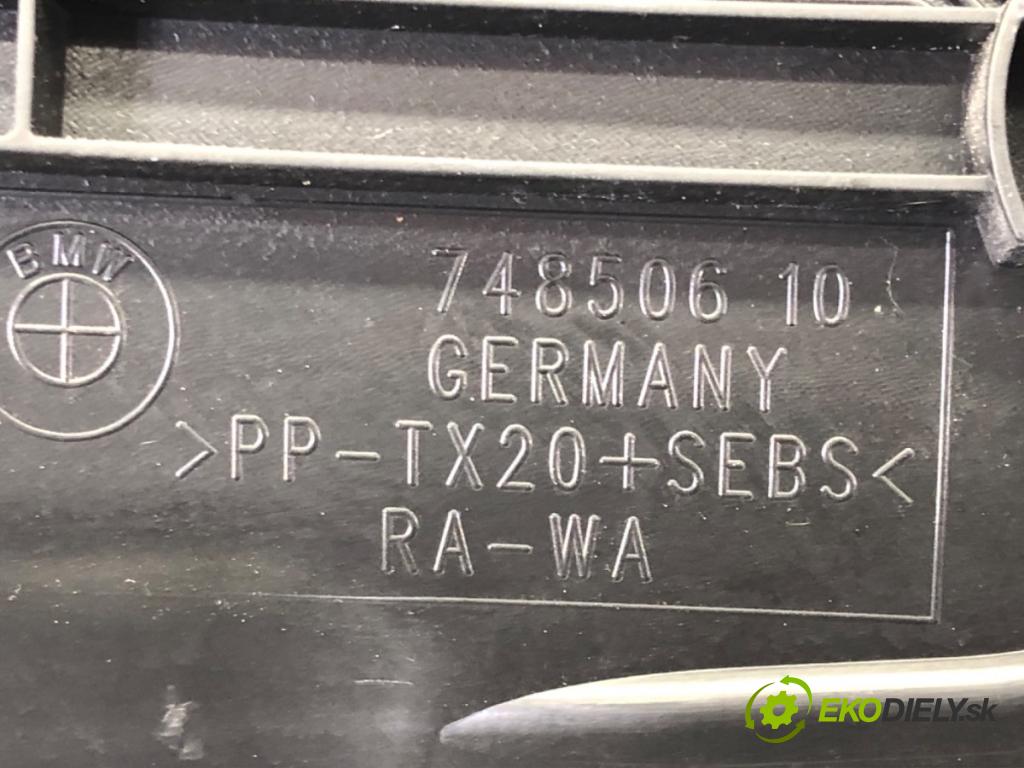 BMW
748506 10
GERMANY
>PP-TX20+SEBS<
RA-WA
EKODIELY.sk